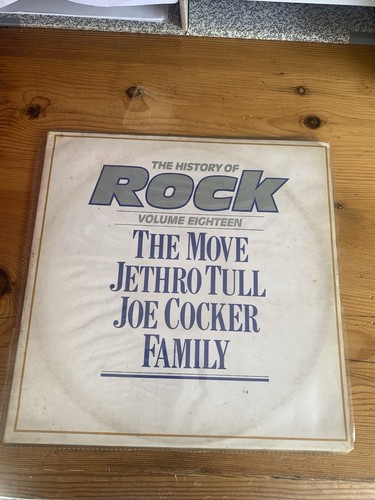 THE HISTORY OF
Rock
VOLUME EIGHTEEN
THE MOVE
JETHRO TULL
JOE COCKER
FAMILY